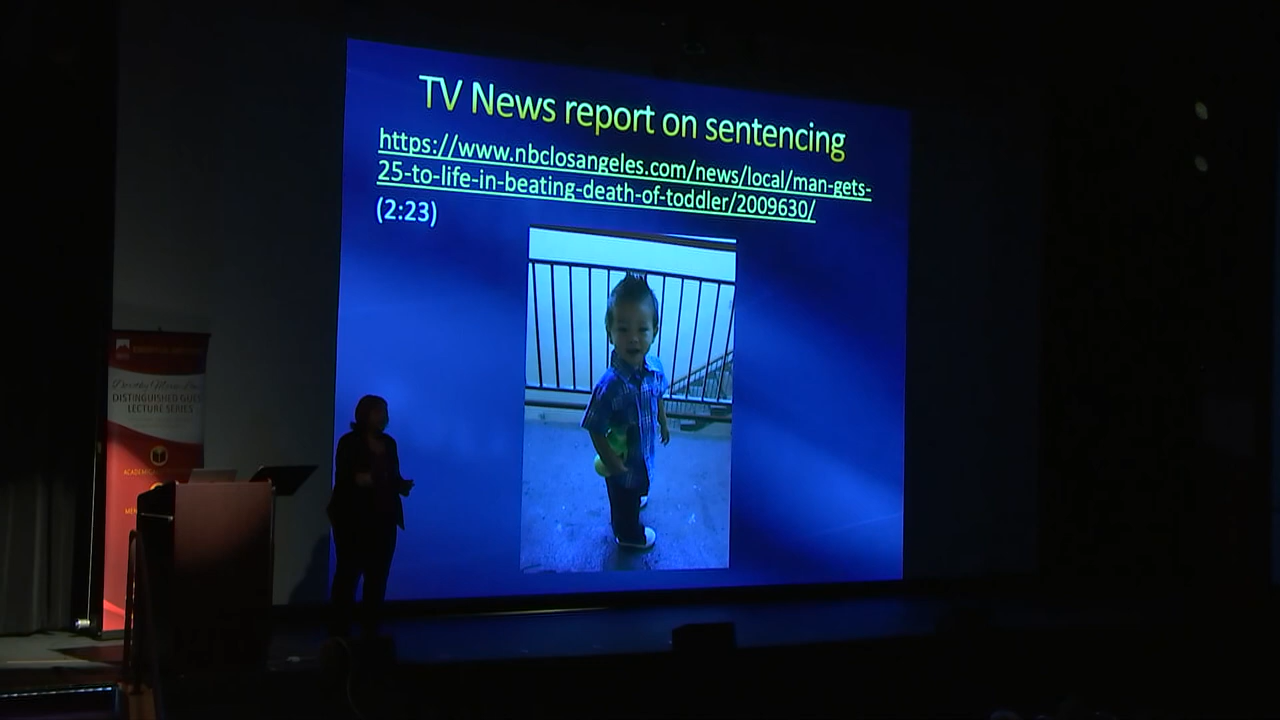 TV News report on sentencing
https://www.nbclosangeles.com/news/local/man-gets-
25-to-life-in-beating-death-of-toddler/2009630/
(2:23)
DISTINGUISHED
LECTURE SERIES